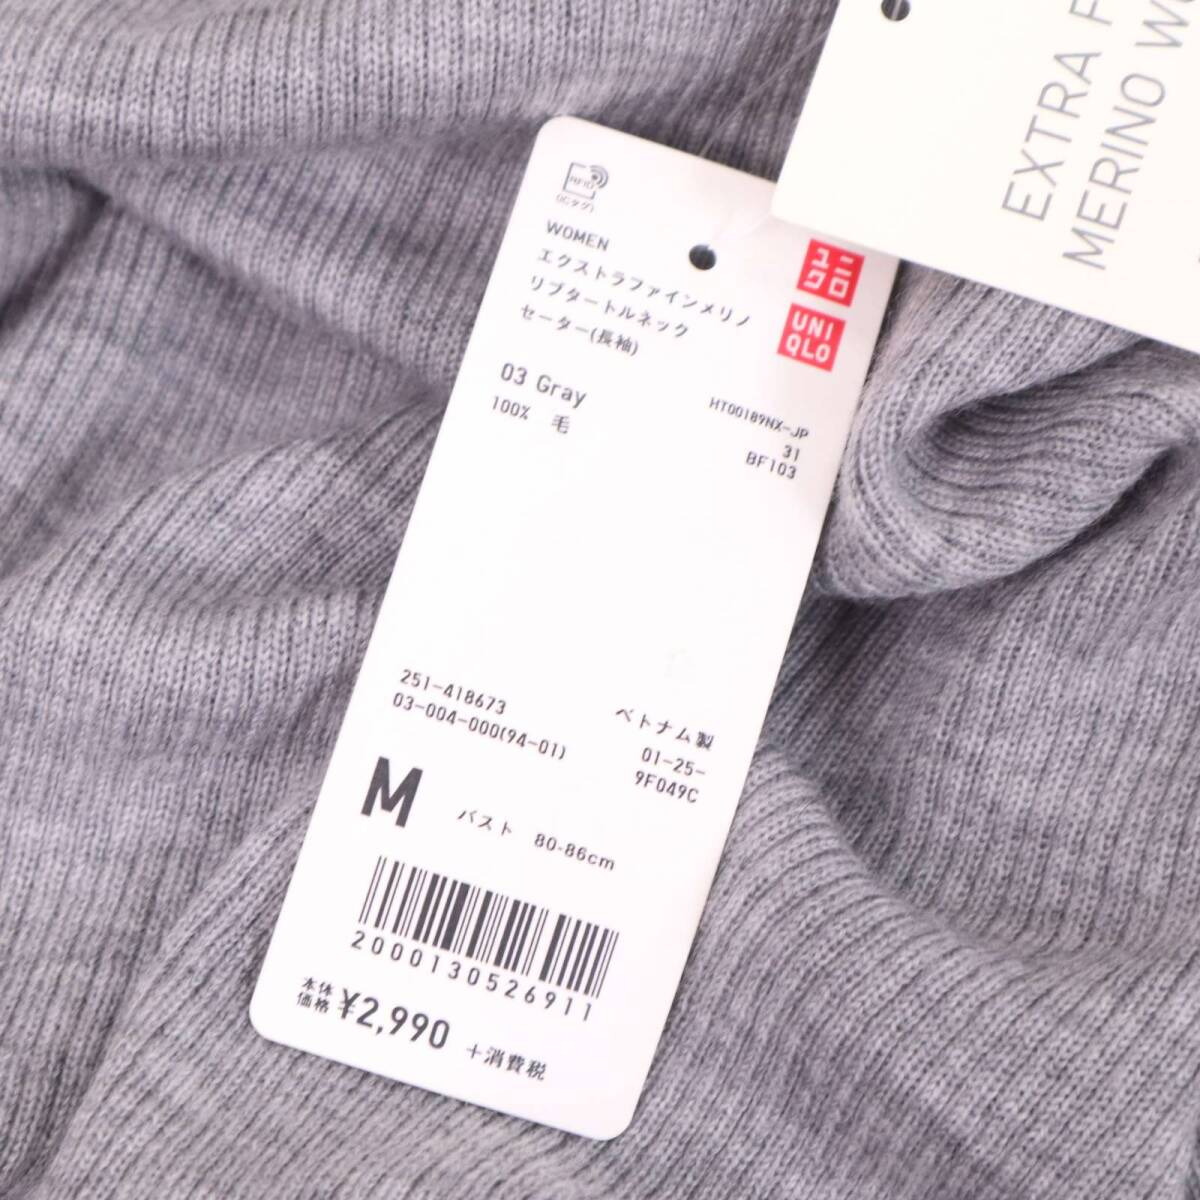 EXTRA F
MERINO W
RFID
(ICタグ)
WOMEN
エクストラファインメリノ
リブタートルネック
セーター(長袖)
ユニ
クロ
UNI
QLO
03 Gray
100% 毛
HT00189NX-JP
31
BF103
251-418673
03-004-000(94-01)
ベトナム製
01-25-
9F049C
M バスト 80-86cm
2000130526911
本体
価格 ¥2,990 +消費税